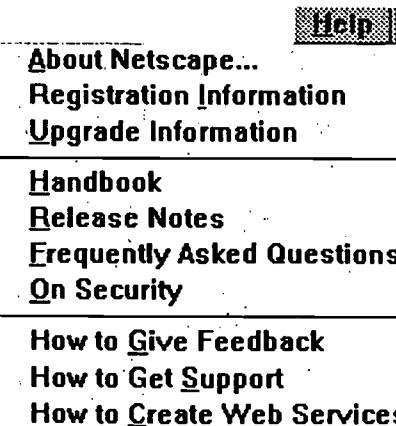 Help
About Netscape...
Registration Information
Upgrade Information
Handbook
Release Notes
Frequently Asked Questions
On Security
How to Give Feedback
How to Get Support
How to Create Web Services